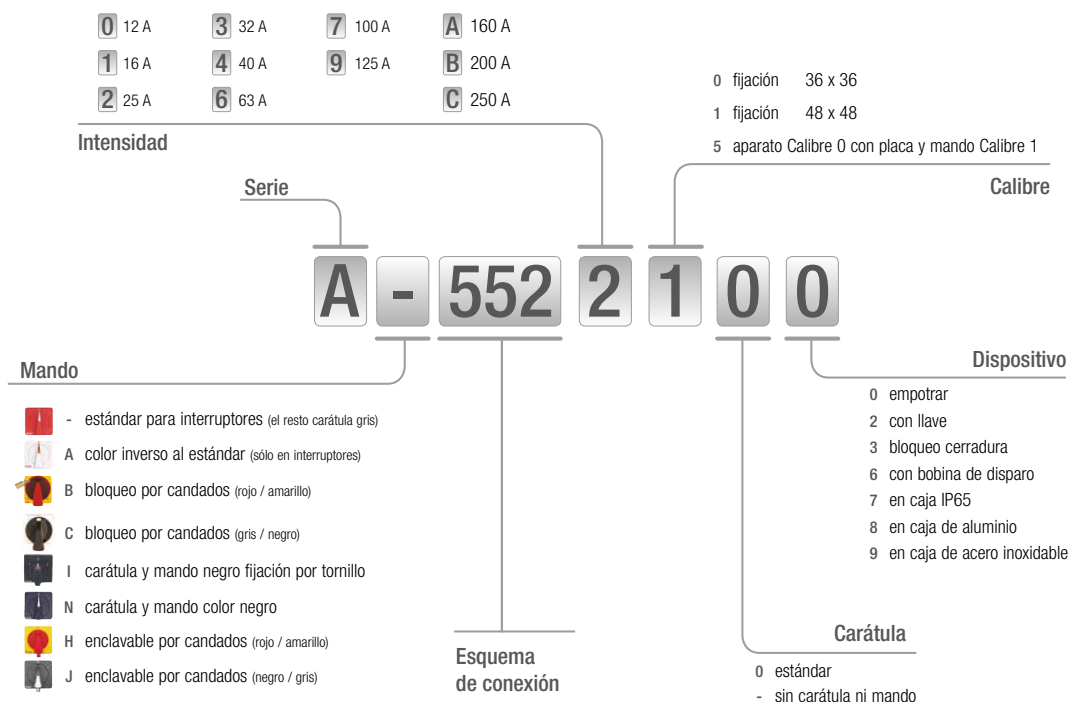 0 12 A 3 32 A 7 100 A A 160 A
1 16 A 4 40 A 9 125 A B 200 A
2 25 A 6 63 A C 250 A
Intensidad
0 fijación 36 x 36
1 fijación 48 x 48
5 aparato Calibre 0 con placa y mando Calibre 1
Calibre
Serie
A - 552 2 1 0 0
Mando
- estándar para interruptores (el resto carátula gris)
A color inverso al estándar (sólo en interruptores)
B bloqueo por candados (rojo / amarillo)
C bloqueo por candados (gris / negro)
I carátula y mando negro fijación por tornillo
N carátula y mando color negro
H enclavable por candados (rojo / amarillo)
J enclavable por candados (negro / gris)
Esquema
de conexión
Dispositivo
0 empotrar
2 con llave
3 bloqueo cerradura
6 con bobina de disparo
7 en caja IP65
8 en caja de aluminio
9 en caja de acero inoxidable
Carátula
0 estándar
- sin carátula ni mando